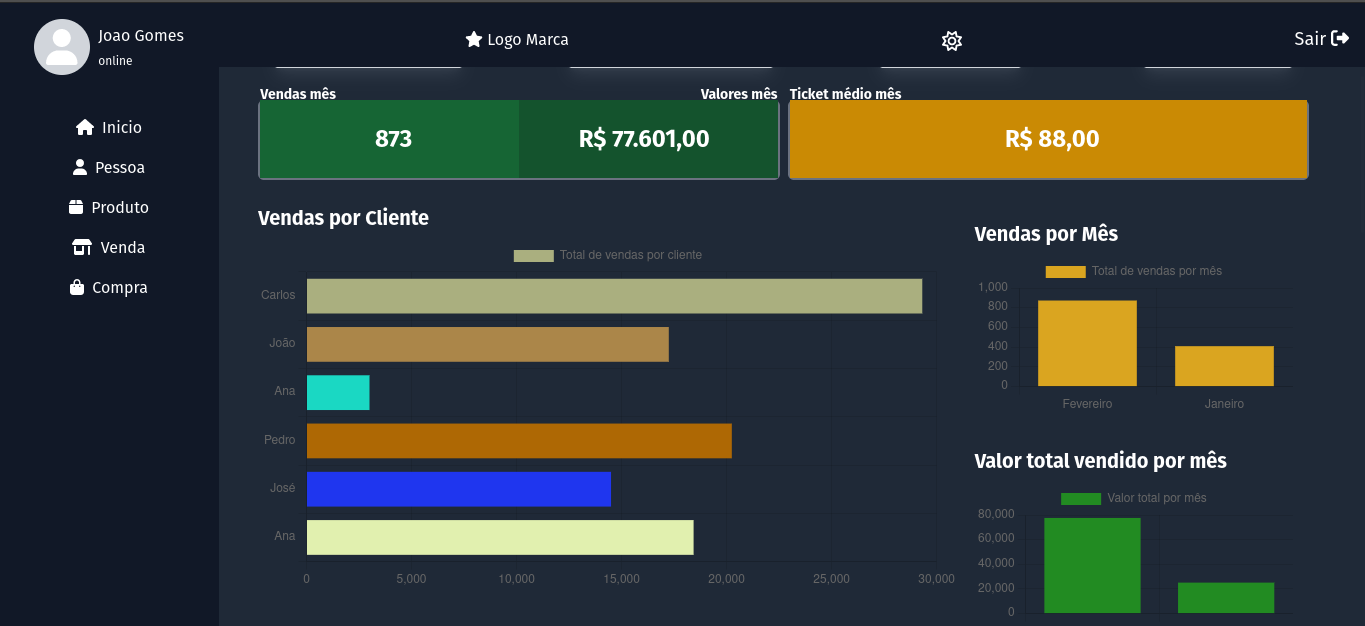 Joao Gomes
online
Logo Marca
Sair
Inicio
Pessoa
Produto
Venda
Compra
Vendas mês
Valores mês
Ticket médio mês
873
R$ 77.601,00
R$ 88,00
Vendas por Cliente
Total de vendas por cliente
Carlos
João
Ana
Pedro
José
Ana
0 5,000 10,000 15,000 20,000 25,000 30,000
Vendas por Mês
Total de vendas por mês
1,000
800
600
400
200
0
Fevereiro Janeiro
Valor total vendido por mês
Valor total por mês
80,000
60,000
40,000
20,000
0